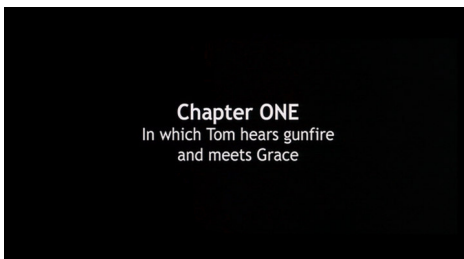 Chapter ONE
In which Tom hears gunfire
and meets Grace